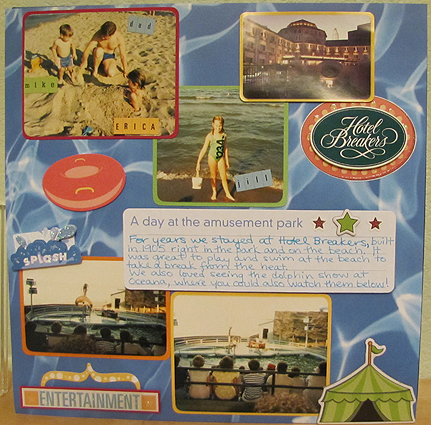 dad
mike
ERICA
Jill
Hotel
Breakers
A day at the amusement park
For years we stayed at Hotel Breakers, built
in 1905 right in the park and on the beach. It
was great to play and swim at the beach to
take a break from the heat.
We also loved seeing the dolphin show at
Oceana, where you could also watch them below!
SPLASH
ENTERTAINMENT